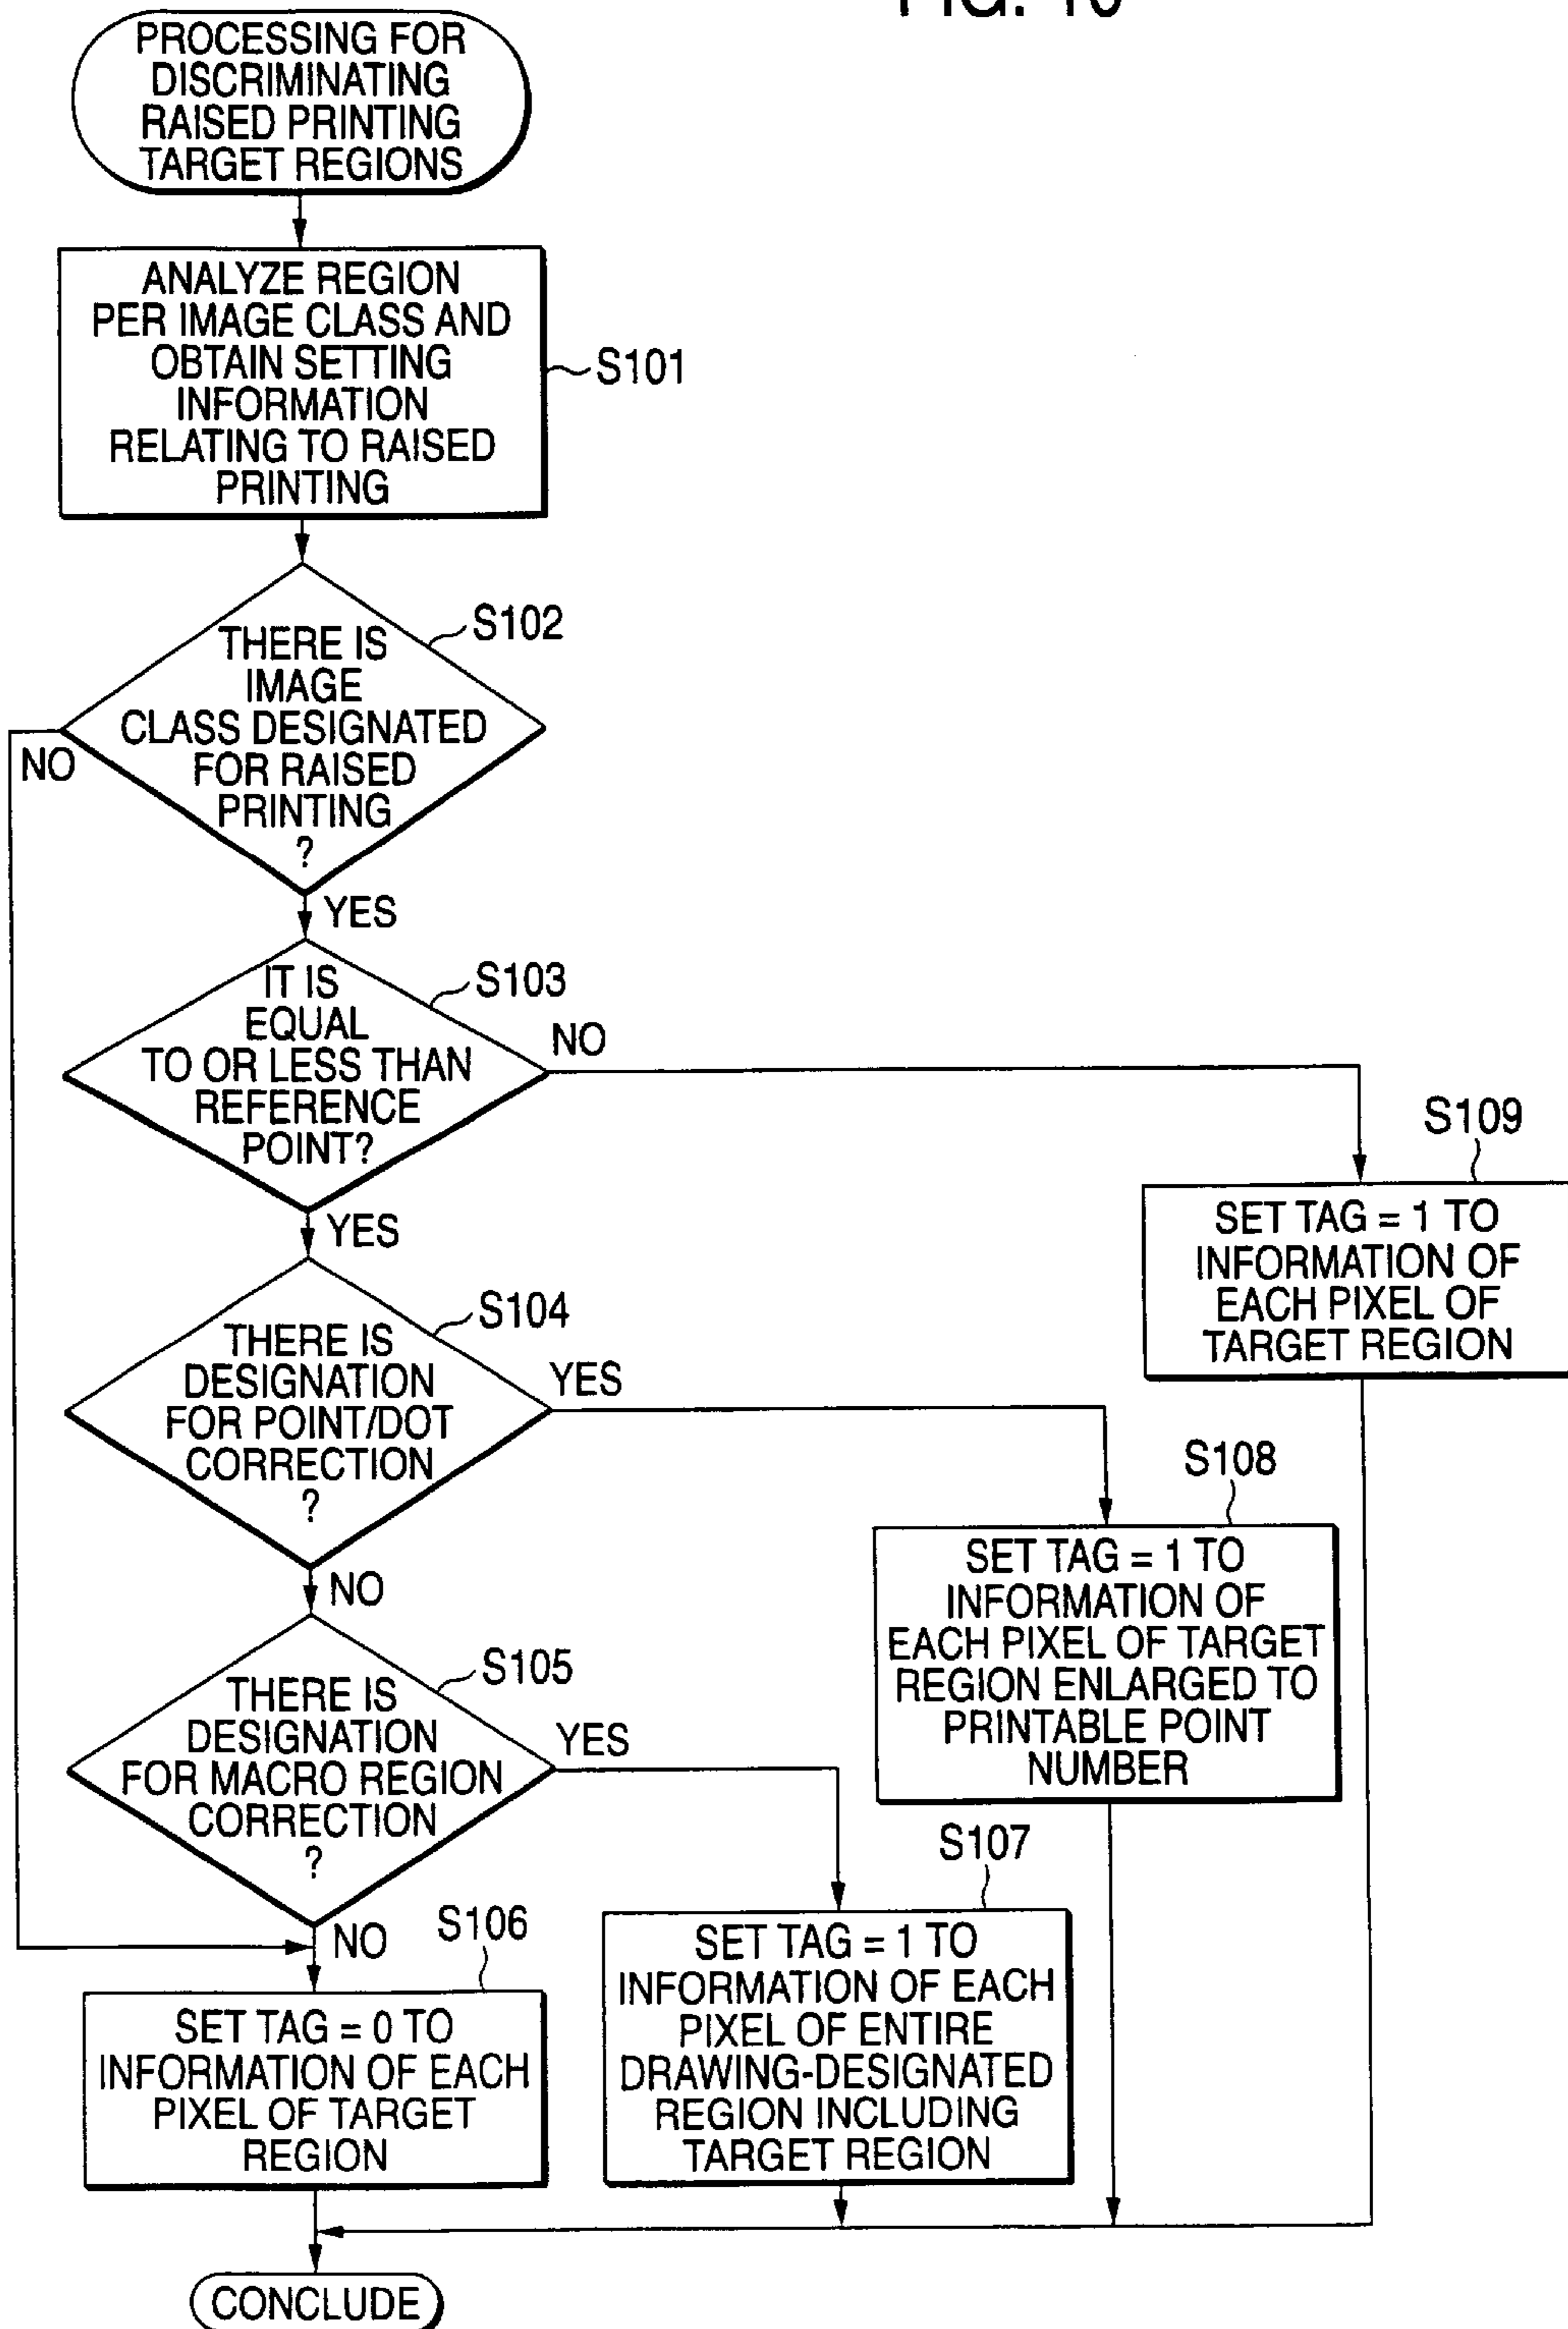 FIG. 10
PROCESSING FOR
DISCRIMINATING
RAISED PRINTING
TARGET REGIONS
ANALYZE REGION
PER IMAGE CLASS AND
OBTAIN SETTING
INFORMATION
RELATING TO RAISED
PRINTING
S101
S102
THERE IS
IMAGE
CLASS DESIGNATED
FOR RAISED
PRINTING
?
NO
YES
S103
IT IS
EQUAL
TO OR LESS THAN
REFERENCE
POINT?
NO
YES
S109
SET TAG = 1 TO
INFORMATION OF
EACH PIXEL OF
TARGET REGION
S104
THERE IS
DESIGNATION
FOR POINT/DOT
CORRECTION
?
YES
NO
S108
SET TAG = 1 TO
INFORMATION OF
EACH PIXEL OF TARGET
REGION ENLARGED TO
PRINTABLE POINT
NUMBER
S105
THERE IS
DESIGNATION
FOR MACRO REGION
CORRECTION
?
YES
NO
S107
SET TAG = 1 TO
INFORMATION OF EACH
PIXEL OF ENTIRE
DRAWING-DESIGNATED
REGION INCLUDING
TARGET REGION
S106
SET TAG = 0 TO
INFORMATION OF EACH
PIXEL OF TARGET
REGION
CONCLUDE